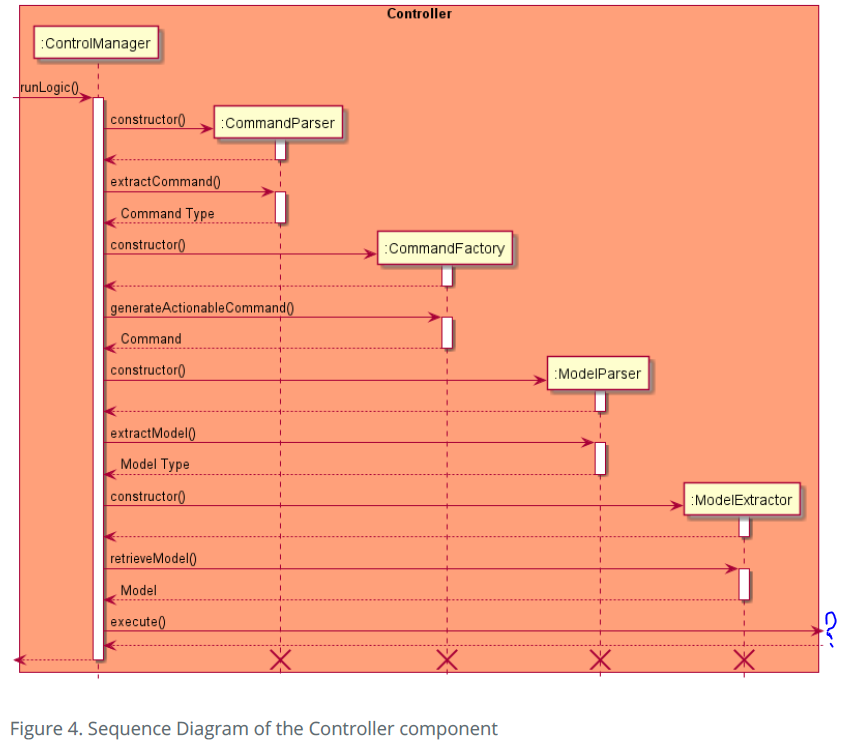 Controller
:ControlManager
runLogic()
constructor()
:CommandParser
extractCommand()
Command Type
constructor()
:CommandFactory
generateActionableCommand()
Command
constructor()
:ModelParser
extractModel()
Model Type
constructor()
:ModelExtractor
retrieveModel()
Model
execute()
?
Figure 4. Sequence Diagram of the Controller component